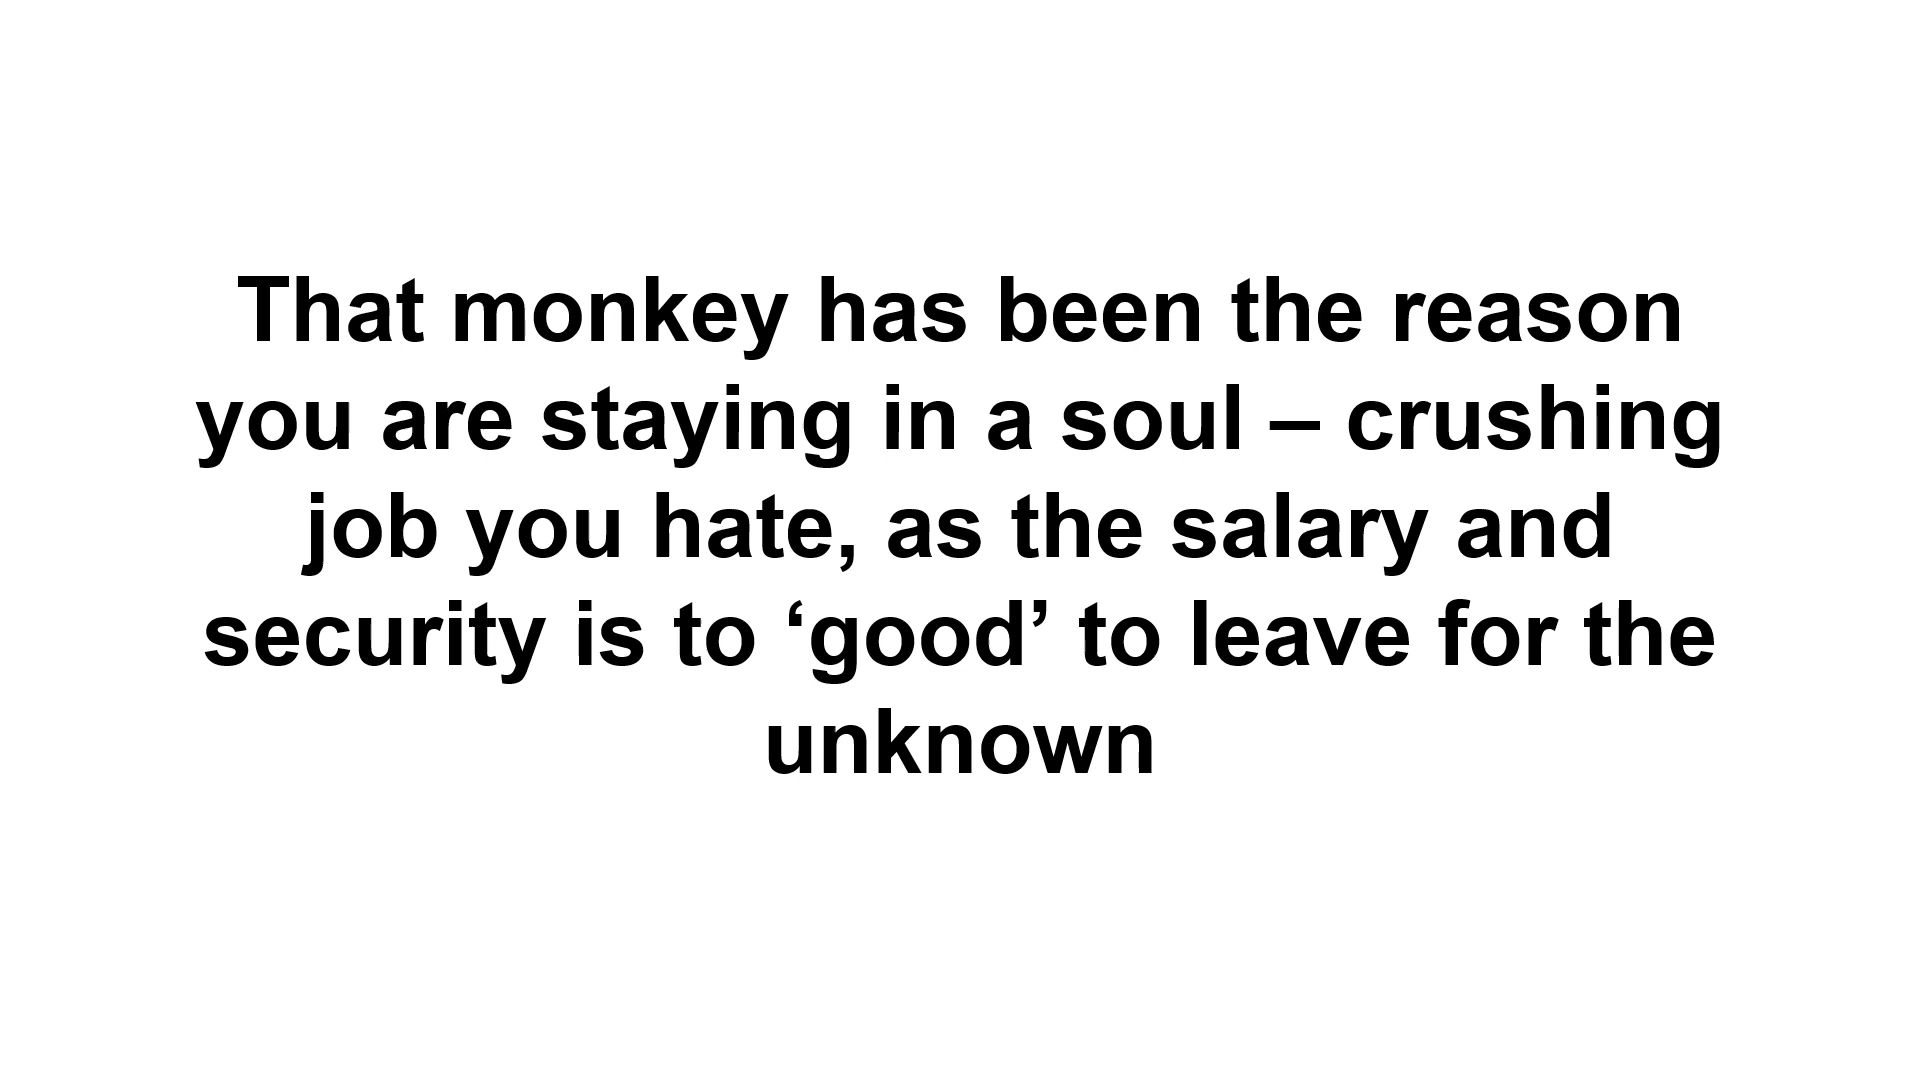 That monkey has been the reason
you are staying in a soul – crushing
job you hate, as the salary and
security is to ‘good’ to leave for the
unknown